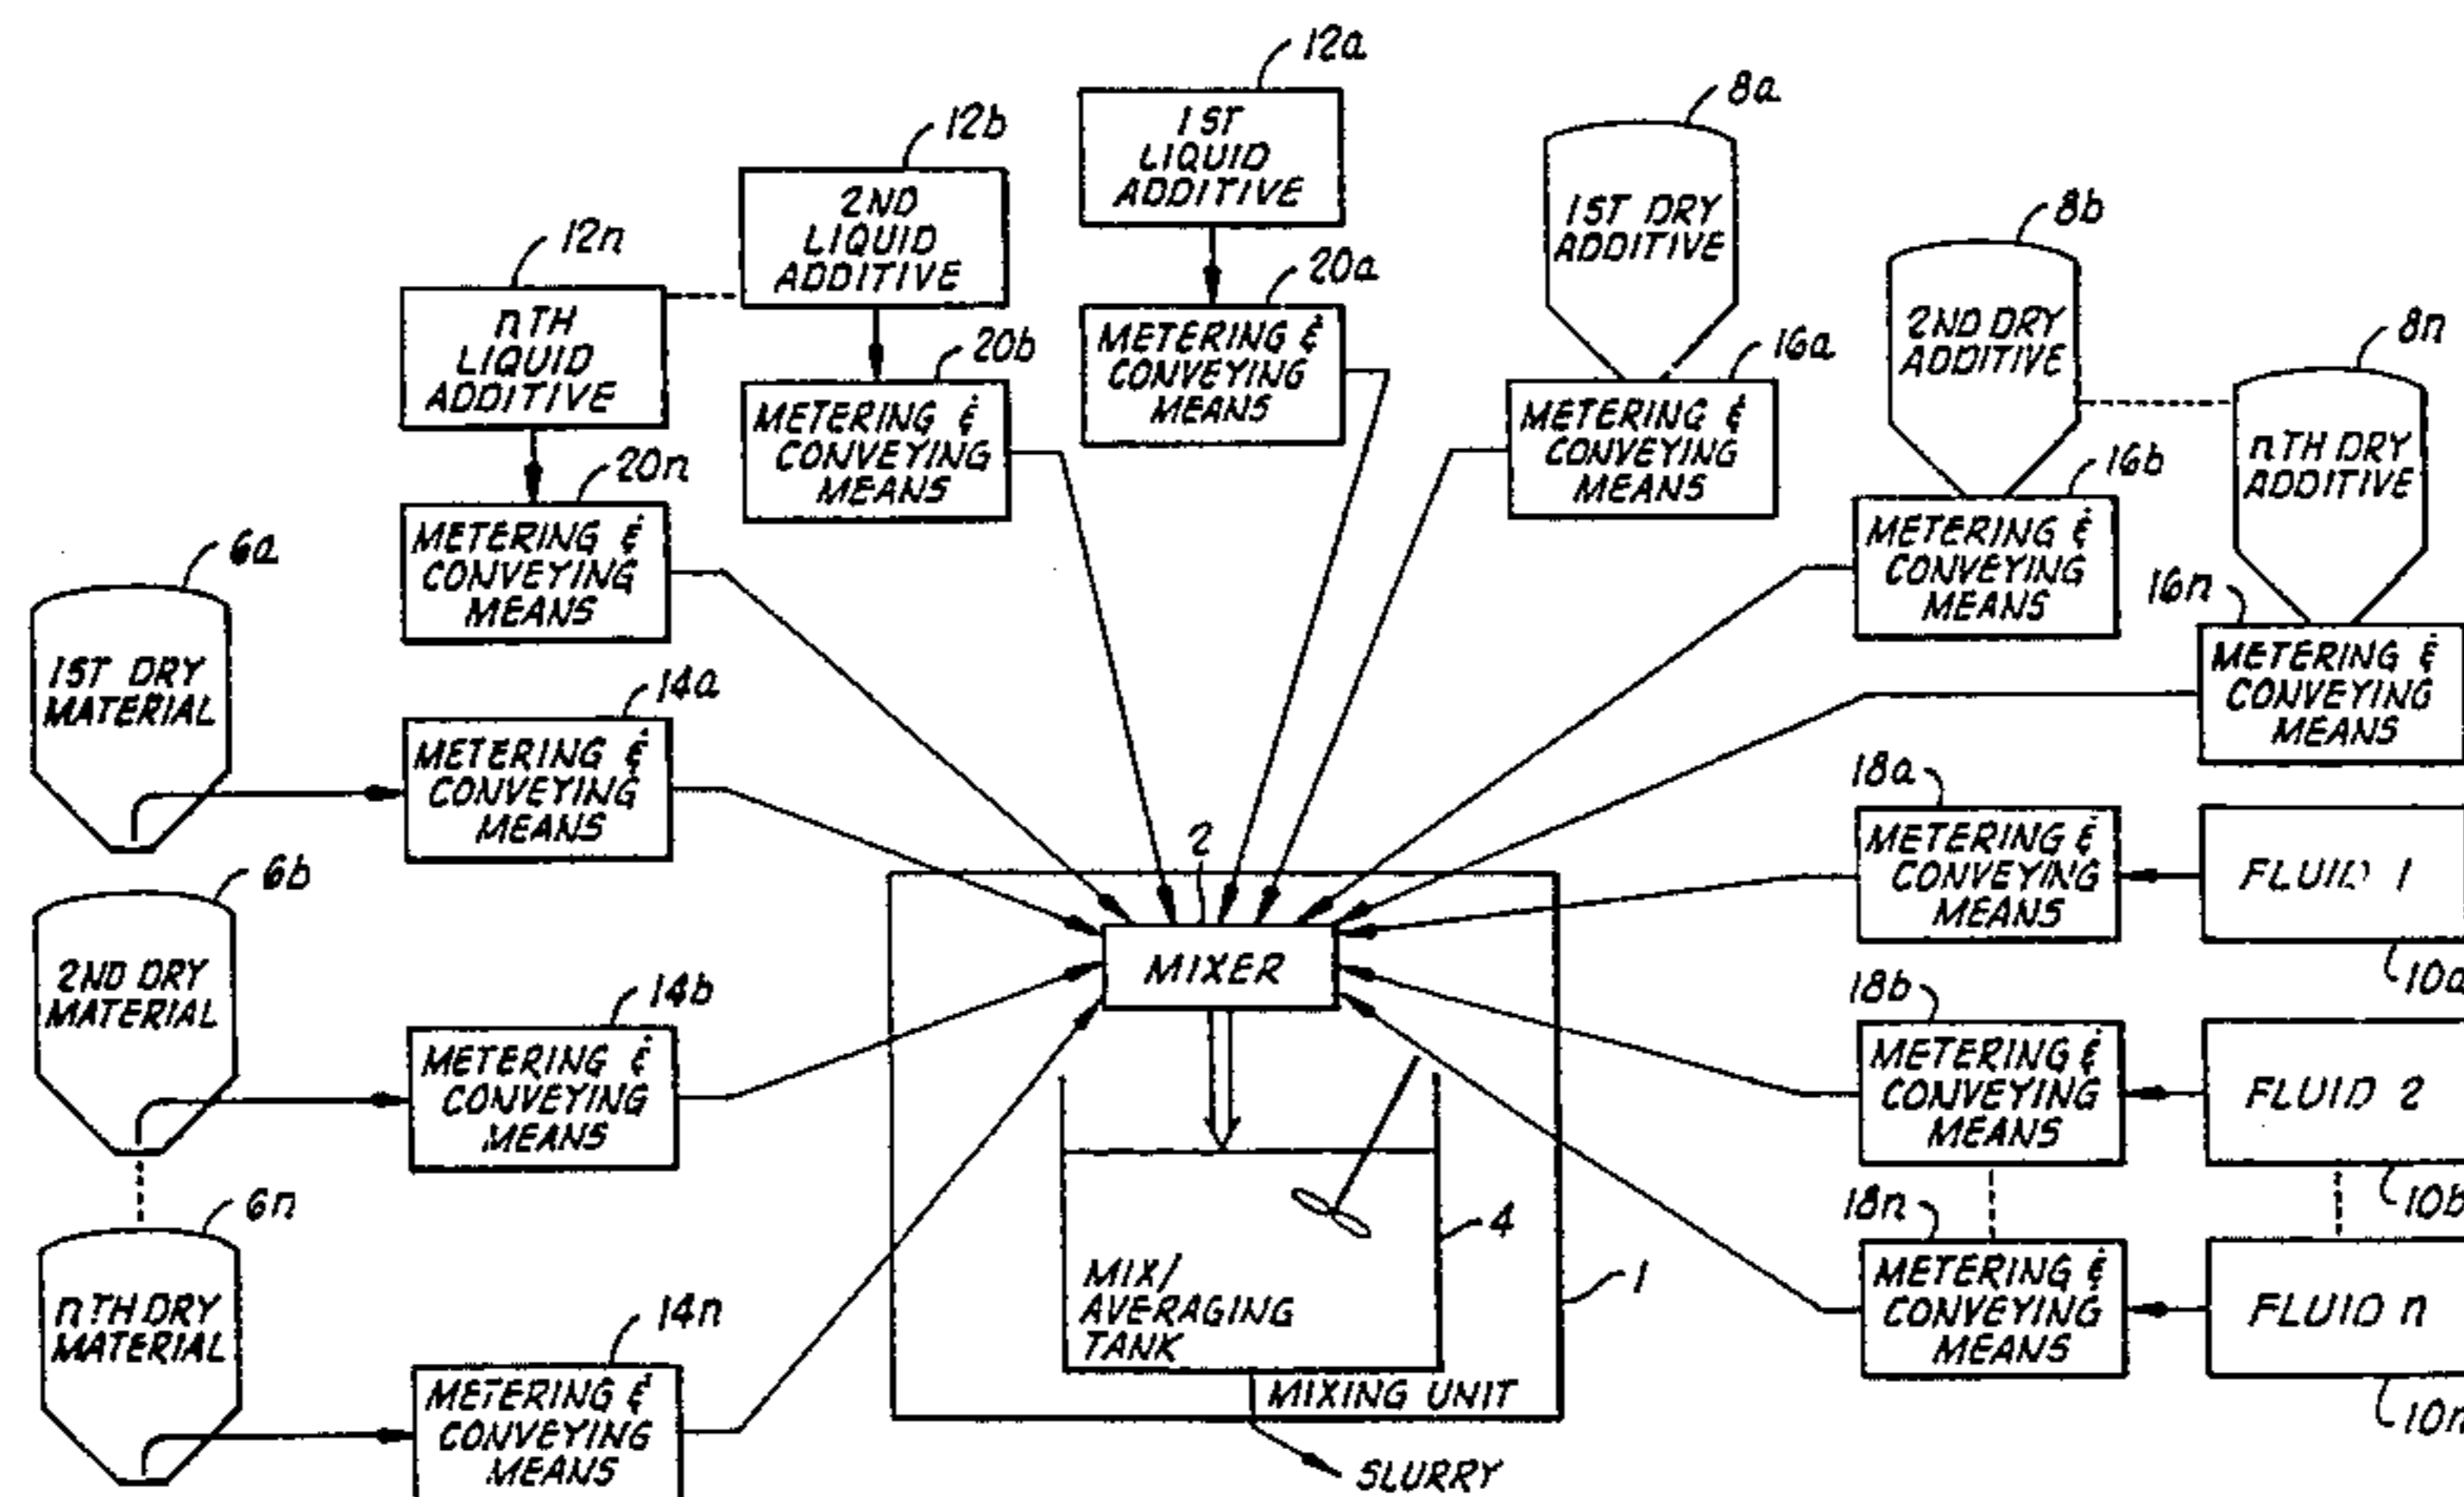 12a
1ST
LIQUID
ADDITIVE
8a
1ST DRY
ADDITIVE
12b
2ND
LIQUID
ADDITIVE
8b
2ND DRY
ADDITIVE
12n
nTH
LIQUID
ADDITIVE
20a
METERING &
CONVEYING
MEANS
8n
nTH DRY
ADDITIVE
20b
METERING &
CONVEYING
MEANS
16a
METERING &
CONVEYING
MEANS
16b
METERING &
CONVEYING
MEANS
20n
METERING &
CONVEYING
MEANS
16n
METERING &
CONVEYING
MEANS
6a
1ST DRY
MATERIAL
14a
METERING &
CONVEYING
MEANS
18a
METERING &
CONVEYING
MEANS
FLUID 1
10a
6b
2ND DRY
MATERIAL
14b
METERING &
CONVEYING
MEANS
2
MIXER
18b
METERING &
CONVEYING
MEANS
FLUID 2
10b
6n
nTH DRY
MATERIAL
14n
METERING &
CONVEYING
MEANS
4
MIX/
AVERAGING
TANK
1
MIXING UNIT
SLURRY
18n
METERING &
CONVEYING
MEANS
FLUID n
10n